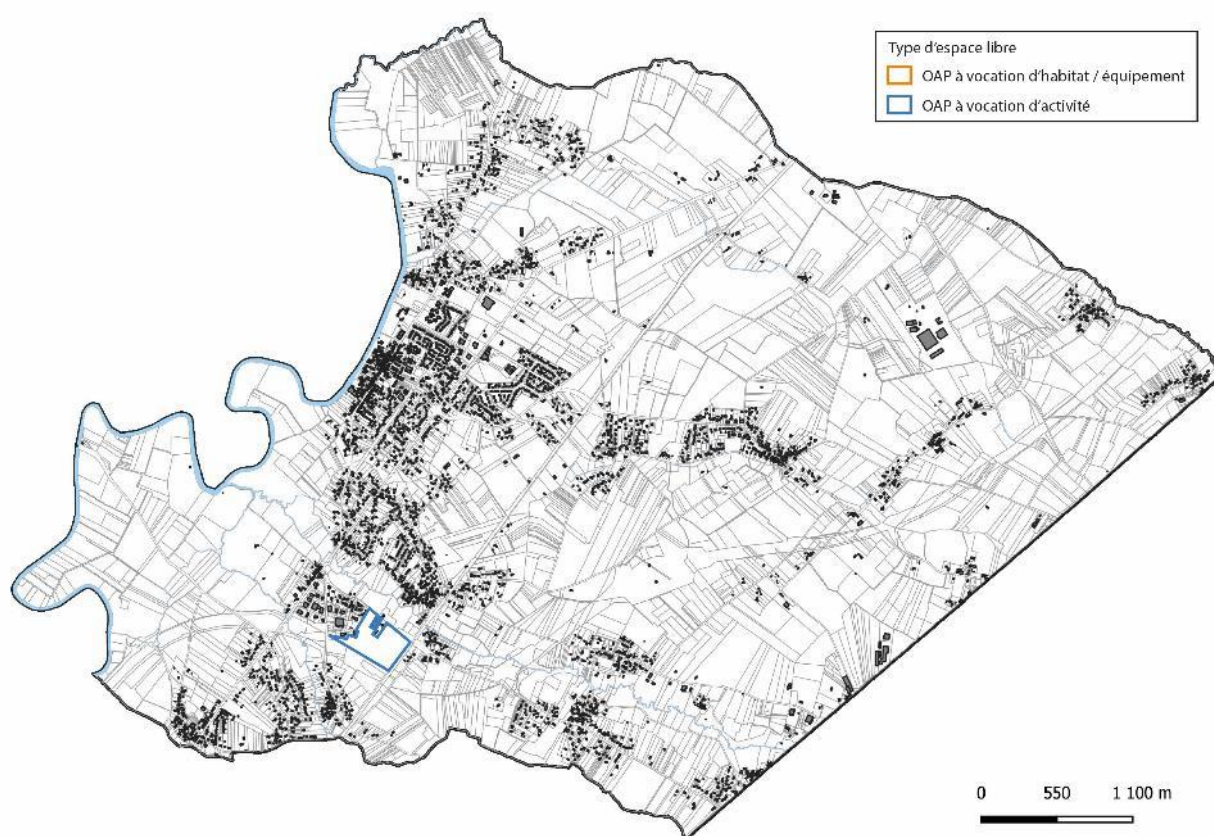 Type d'espace libre
OAP à vocation d'habitat / équipement
OAP à vocation d'activité
0 550 1 100 m